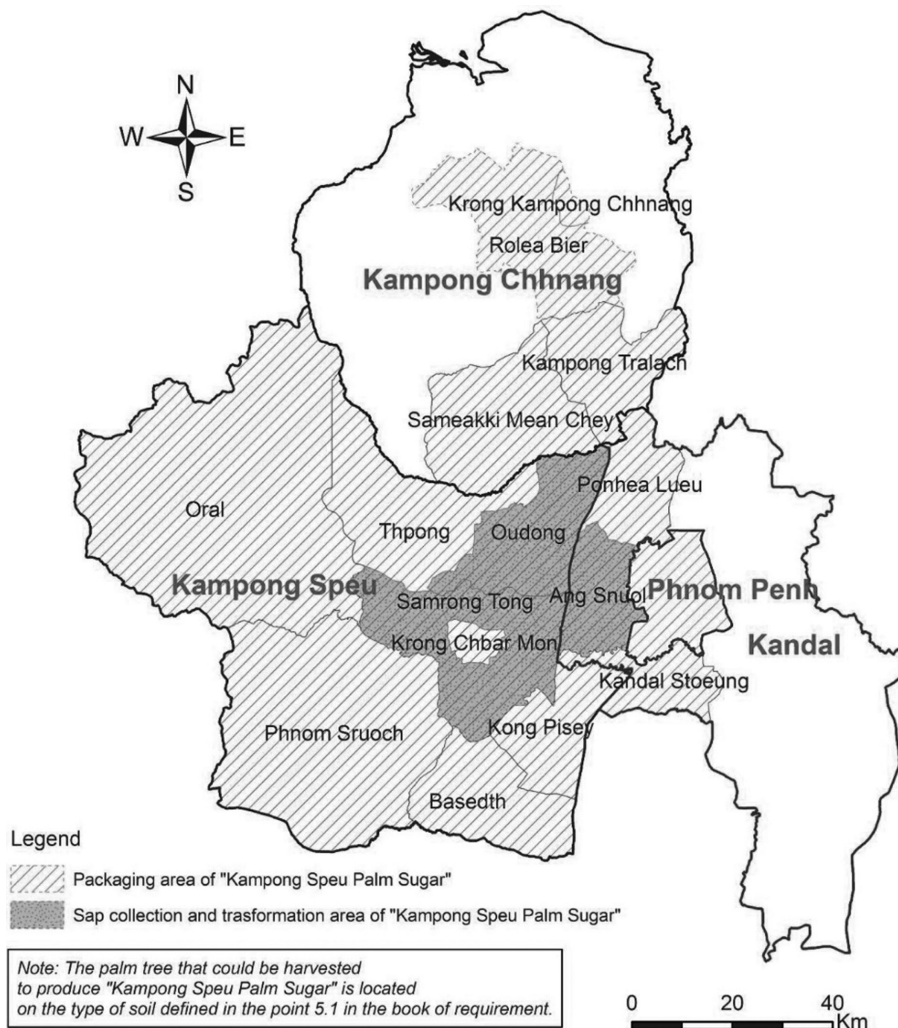 N
W E
S
Krong Kampong Chhnang
Rolea Bier
Kampong Chhnang
Kampong Tralach
Sameakki Mean Chey
Ponhea Lueu
Oral
Thpong
Oudong
Kampong Speu
Samrong Tong
Ang Snuol
Phnom Penh
Krong Chbar Mon
Kandal
Kandal Stoeung
Phnom Sruoch
Kong Pisey
Basedth
Legend
Packaging area of "Kampong Speu Palm Sugar"
Sap collection and trasformation area of "Kampong Speu Palm Sugar"
Note: The palm tree that could be harvested
to produce "Kampong Speu Palm Sugar" is located
on the type of soil defined in the point 5.1 in the book of requirement.
0 20 40
Km